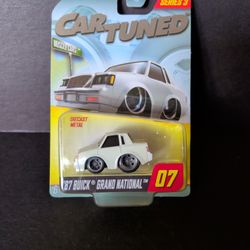 SERIES 3
CAR TUNED
DIECAST
METAL
'87 BUICK® GRAND NATIONAL™
07